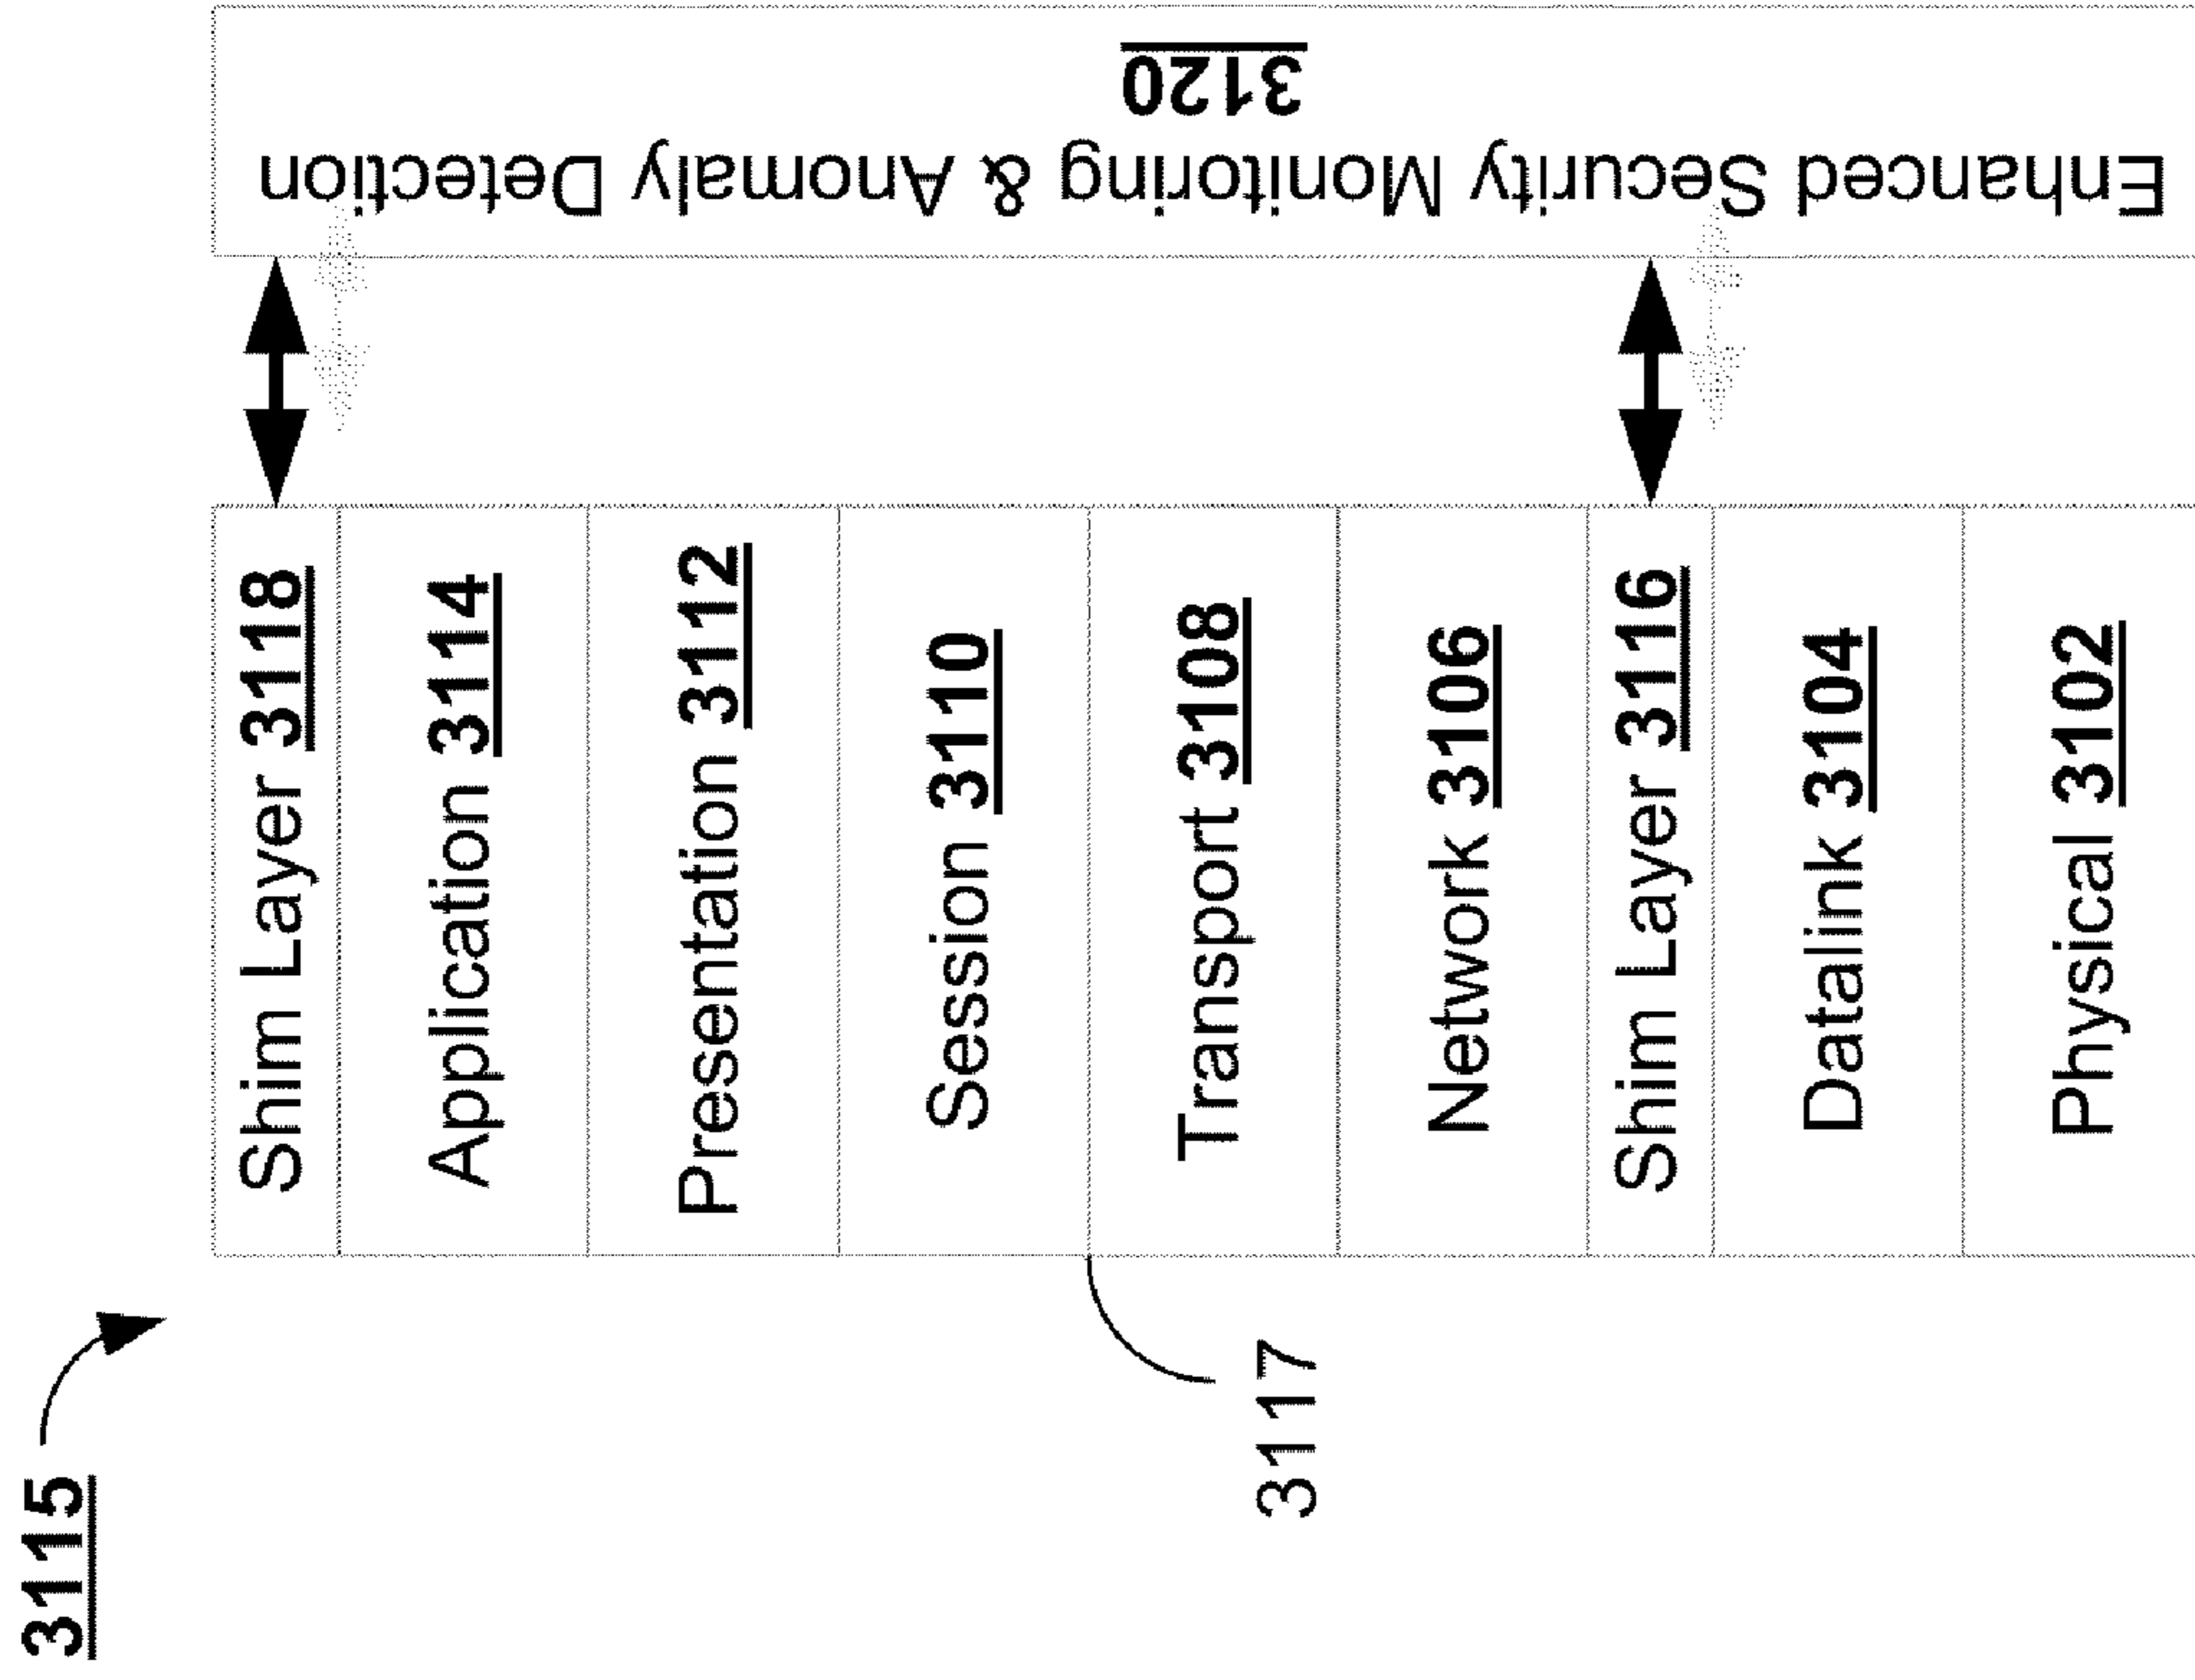 3115
Shim Layer 3118
Application 3114
Presentation 3112
Session 3110
Transport 3108
Network 3106
Shim Layer 3116
Datalink 3104
Physical 3102
3117
Enhanced Security Monitoring & Anomaly Detection
3120